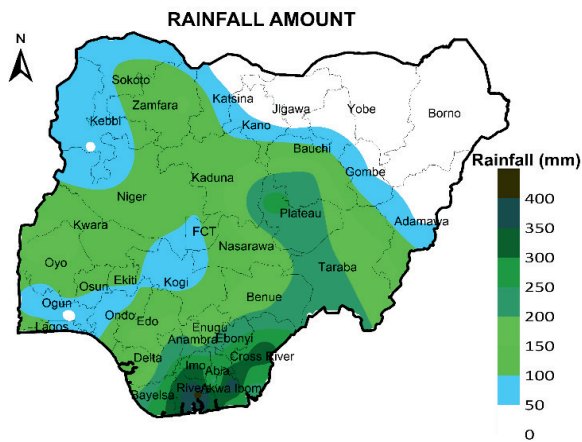 RAINFALL AMOUNT
N
Sokoto
Zamfara
Katsina
Jigawa
Yobe
Borno
Kebbi
Kano
Bauchi
Gombe
Kaduna
Niger
Plateau
Adamawa
Kwara
FCT
Nasarawa
Oyo
Taraba
Osun
Ekiti
Kogi
Benue
Ogun
Lagos
Ondo
Edo
Enugu
Anambra
Ebonyi
Delta
Imo
Abia
Cross River
Bayelsa
Rivers
Akwa Ibom
Rainfall (mm)
400
350
300
250
200
150
100
50
0